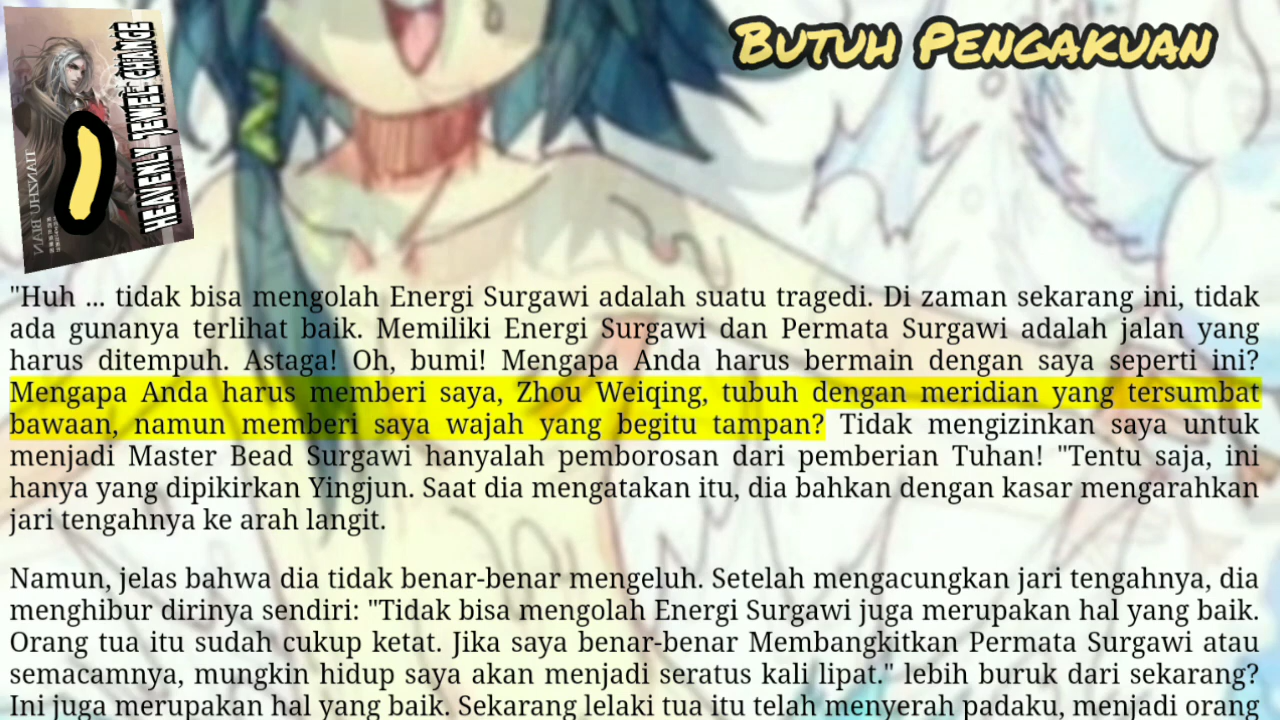 BUTUH PENGAKUAN
HEAVENLY JEWEL CHANGE
TIANZHU BIAN
"Huh ... tidak bisa mengolah Energi Surgawi adalah suatu tragedi. Di zaman sekarang ini, tidak
ada gunanya terlihat baik. Memiliki Energi Surgawi dan Permata Surgawi adalah jalan yang
harus ditempuh. Astaga! Oh, bumi! Mengapa Anda harus bermain dengan saya seperti ini?
Mengapa Anda harus memberi saya, Zhou Weiqing, tubuh dengan meridian yang tersumbat
bawaan, namun memberi saya wajah yang begitu tampan? Tidak mengizinkan saya untuk
menjadi Master Bead Surgawi hanyalah pemborosan dari pemberian Tuhan! "Tentu saja, ini
hanya yang dipikirkan Yingjun. Saat dia mengatakan itu, dia bahkan dengan kasar mengarahkan
jari tengahnya ke arah langit.
Namun, jelas bahwa dia tidak benar-benar mengeluh. Setelah mengacungkan jari tengahnya, dia
menghibur dirinya sendiri: "Tidak bisa mengolah Energi Surgawi juga merupakan hal yang baik.
Orang tua itu sudah cukup ketat. Jika saya benar-benar Membangkitkan Permata Surgawi atau
semacamnya, mungkin hidup saya akan menjadi seratus kali lipat." lebih buruk dari sekarang?
Ini juga merupakan hal yang baik. Sekarang lelaki tua itu telah menyerah padaku, menjadi orang